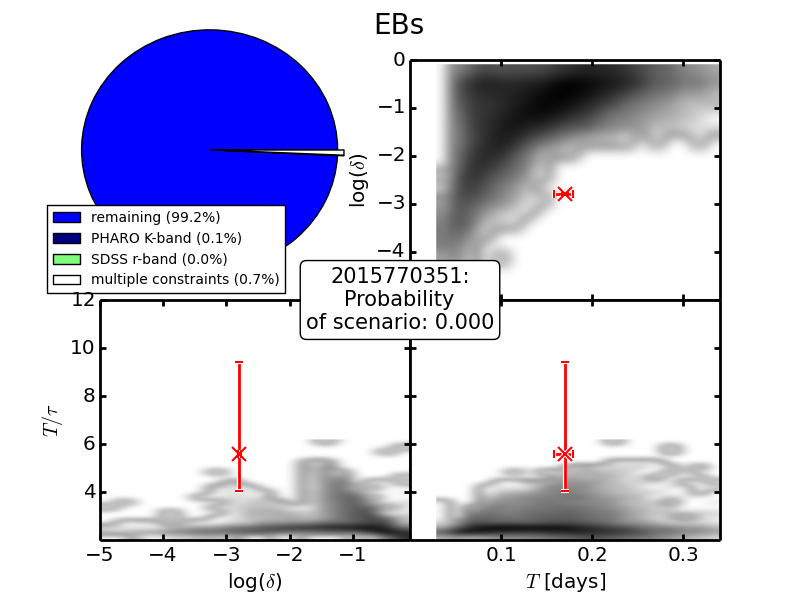 EBs
remaining (99.2%)
PHARO K-band (0.1%)
SDSS r-band (0.0%)
multiple constraints (0.7%)
0
−1
−2
−3
−4
log(δ)
2015770351:
Probability
of scenario: 0.000
12
10
8
6
4
T/τ
−5 −4 −3 −2 −1
log(δ)
0.1 0.2 0.3
T [days]